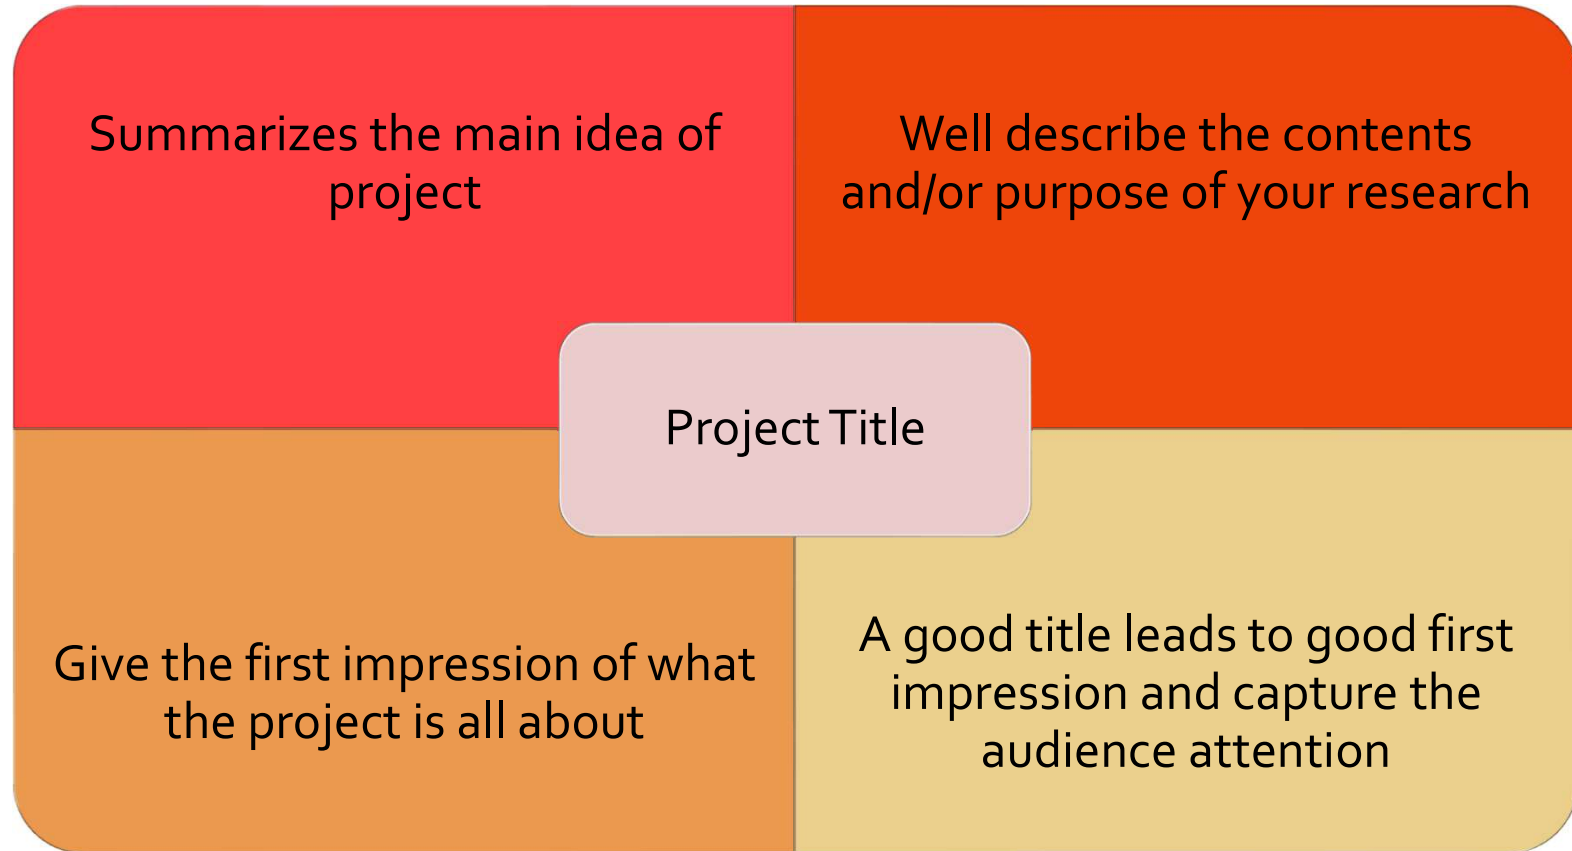 Summarizes the main idea of
project
Well describe the contents
and/or purpose of your research
Project Title
Give the first impression of what
the project is all about
A good title leads to good first
impression and capture the
audience attention